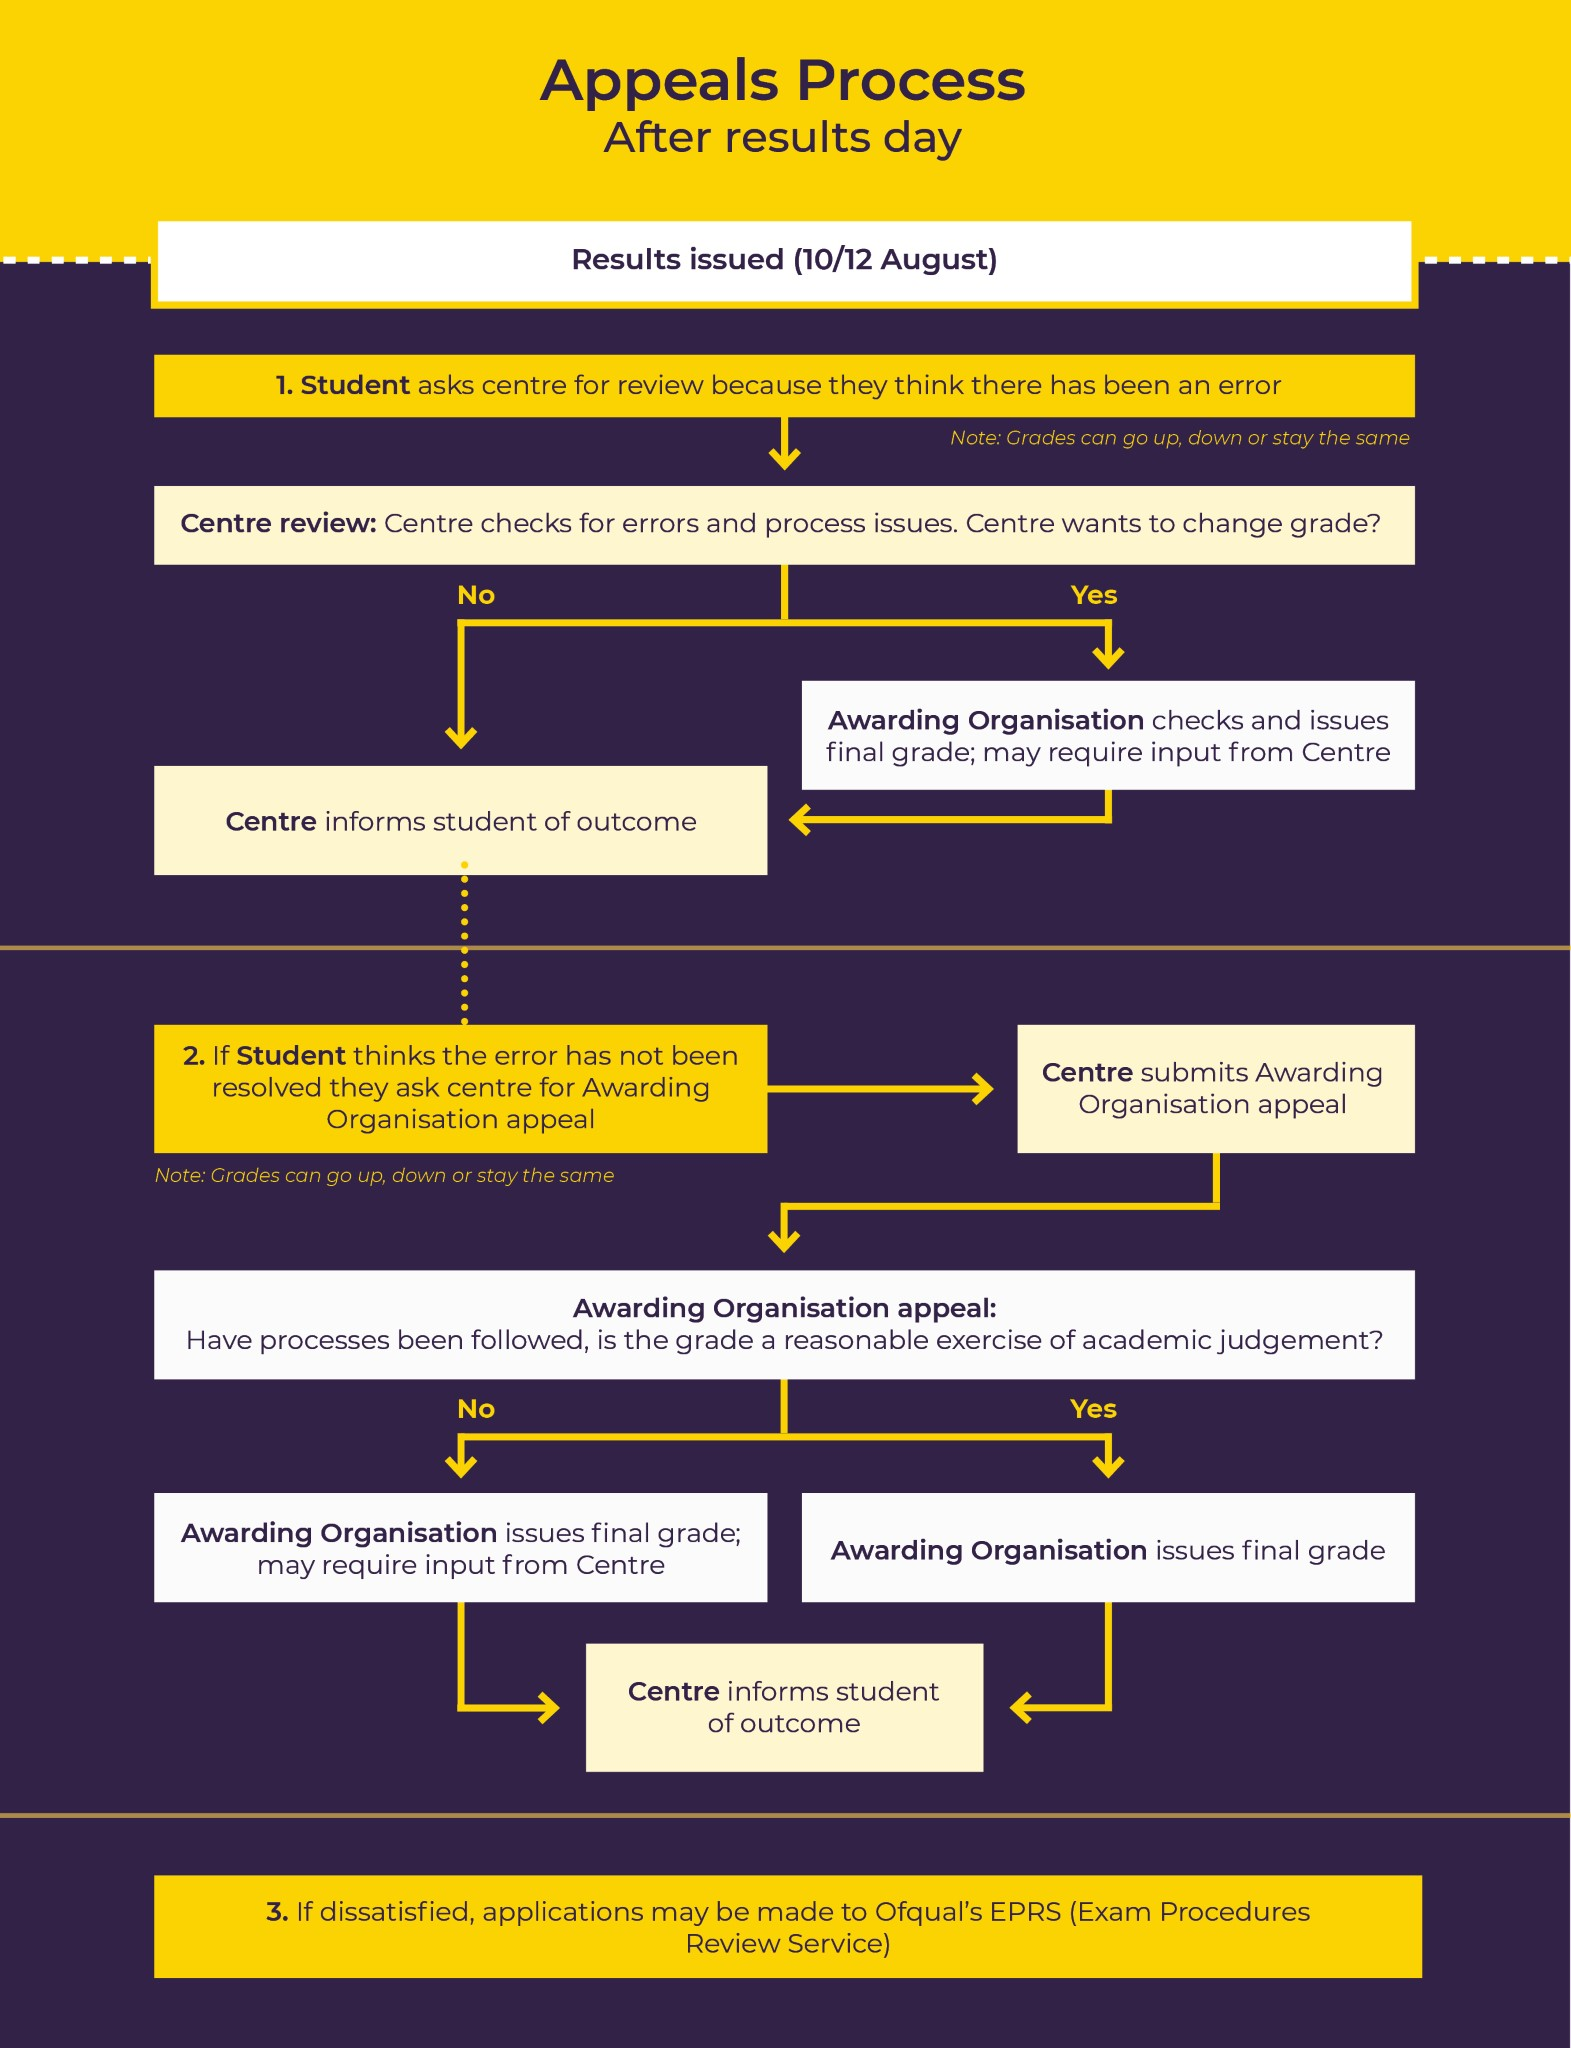 Appeals Process
After results day
Results issued (10/12 August)
1. Student asks centre for review because they think there has been an error
Note: Grades can go up, down or stay the same
Centre review: Centre checks for errors and process issues. Centre wants to change grade?
No
Yes
Awarding Organisation checks and issues
final grade; may require input from Centre
Centre informs student of outcome
2. If Student thinks the error has not been
resolved they ask centre for Awarding
Organisation appeal
Note: Grades can go up, down or stay the same
Centre submits Awarding
Organisation appeal
Awarding Organisation appeal:
Have processes been followed, is the grade a reasonable exercise of academic judgement?
No
Yes
Awarding Organisation issues final grade;
may require input from Centre
Awarding Organisation issues final grade
Centre informs student
of outcome
3. If dissatisfied, applications may be made to Ofqual’s EPRS (Exam Procedures
Review Service)